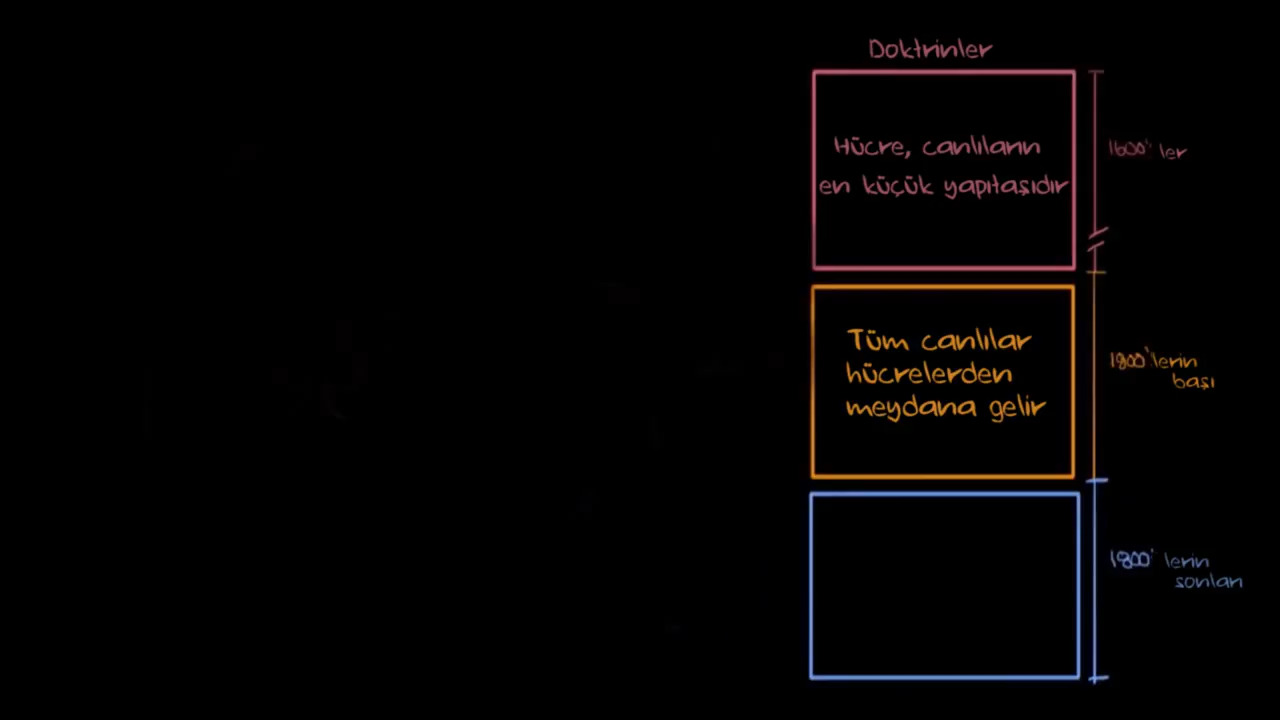 Doktrinler
Hücre, canlıların
en küçük yapıtaşıdır
1600' ler
Tüm canlılar
hücrelerden
meydana gelir
1800'lerin
başı
1800' lerin
sonları